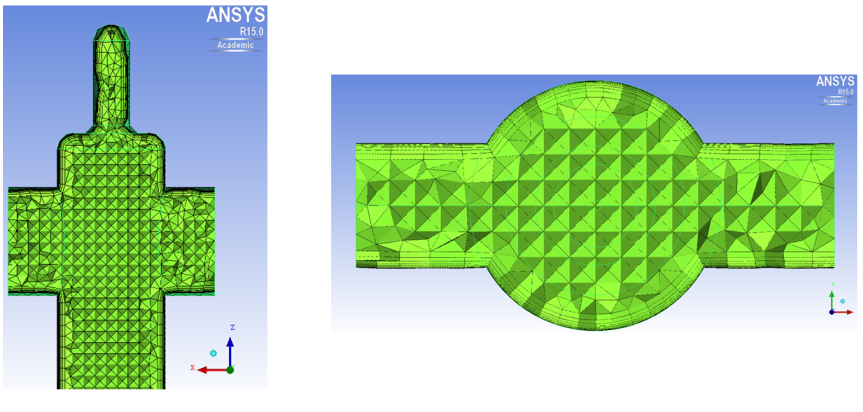 ANSYS
R15.0
Academic
Z
X
ANSYS
R15.0
Academic
Y